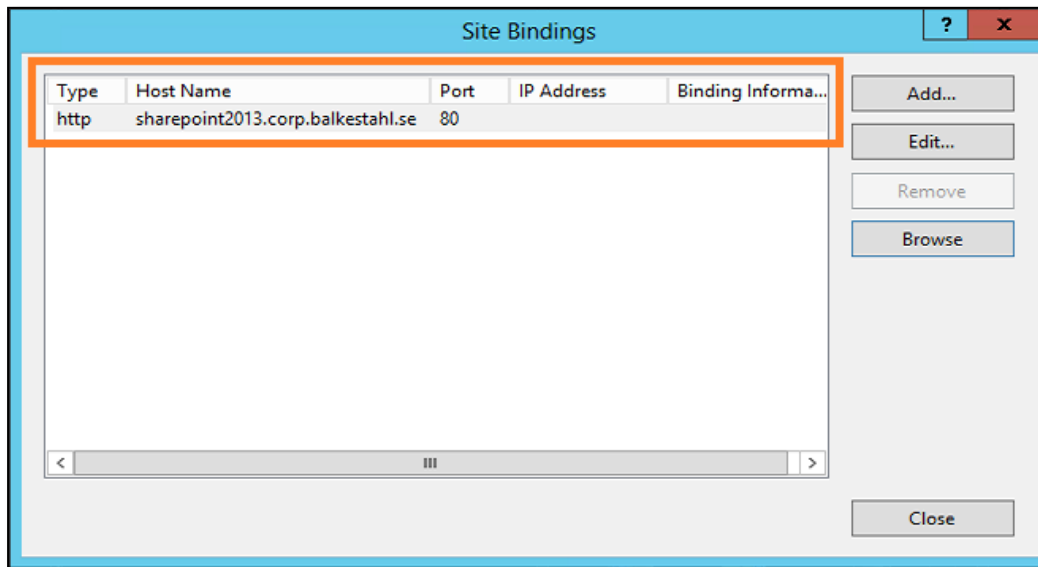 Site Bindings
?
x
Type Host Name Port IP Address Binding Informa...
http sharepoint2013.corp.balkestahl.se 80
Add...
Edit...
Remove
Browse
Close